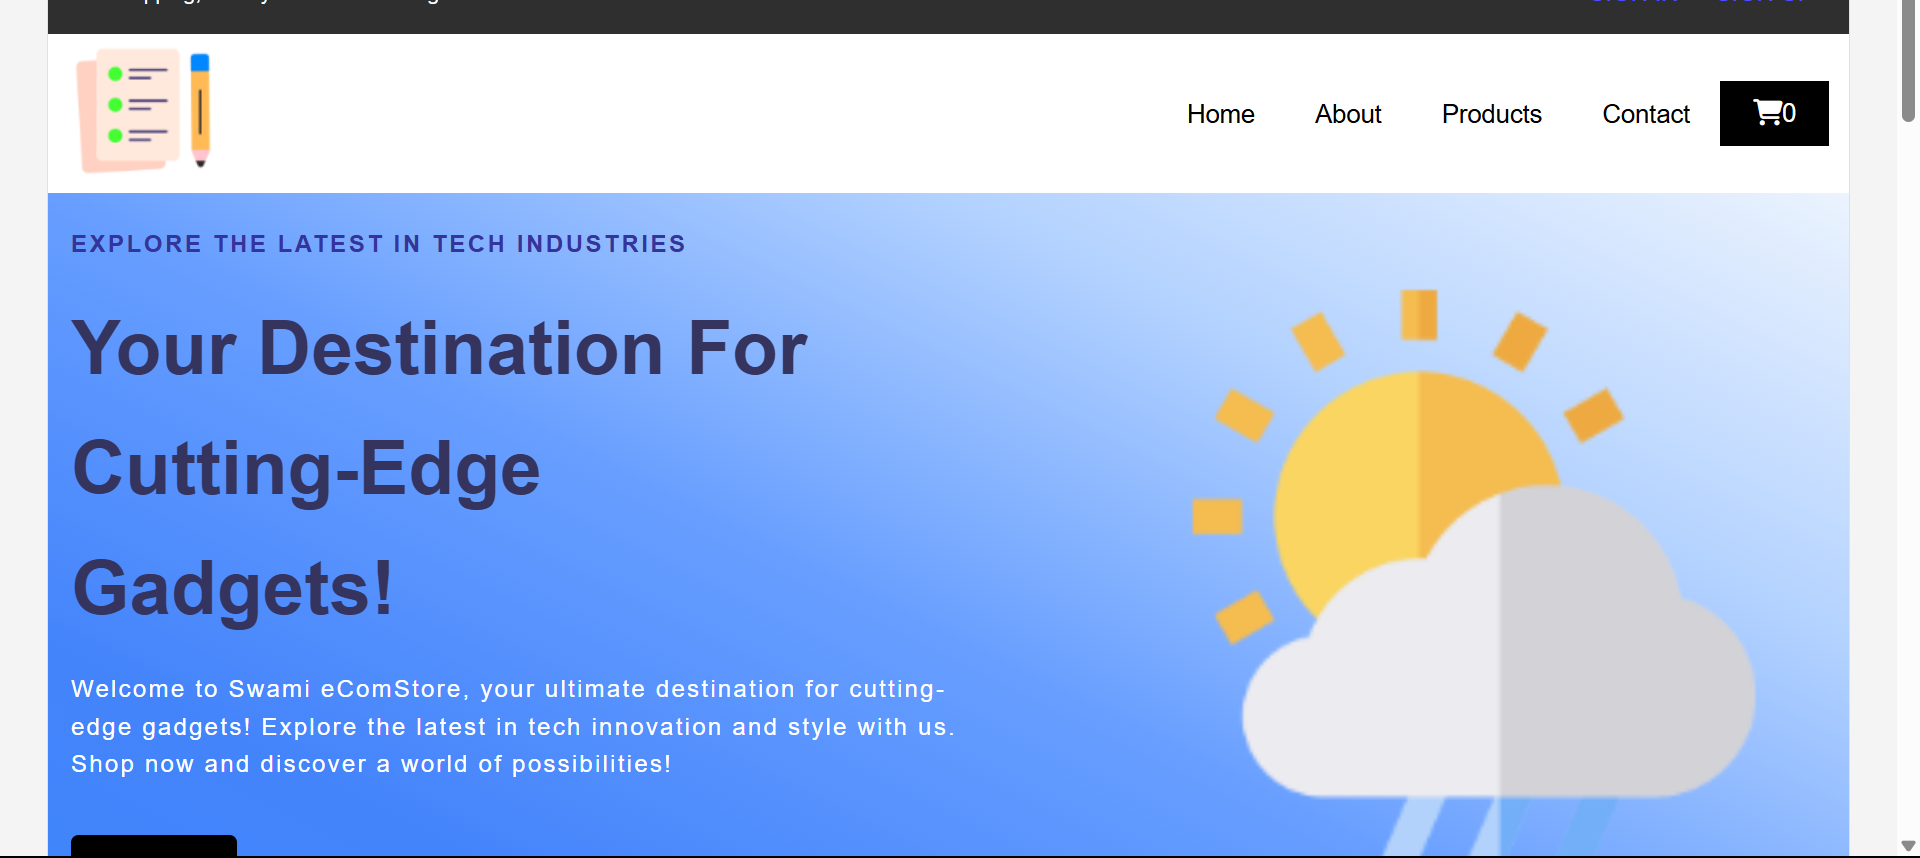 Home About Products Contact 0
EXPLORE THE LATEST IN TECH INDUSTRIES
Your Destination For
Cutting-Edge
Gadgets!
Welcome to Swami eComStore, your ultimate destination for cutting-
edge gadgets! Explore the latest in tech innovation and style with us.
Shop now and discover a world of possibilities!